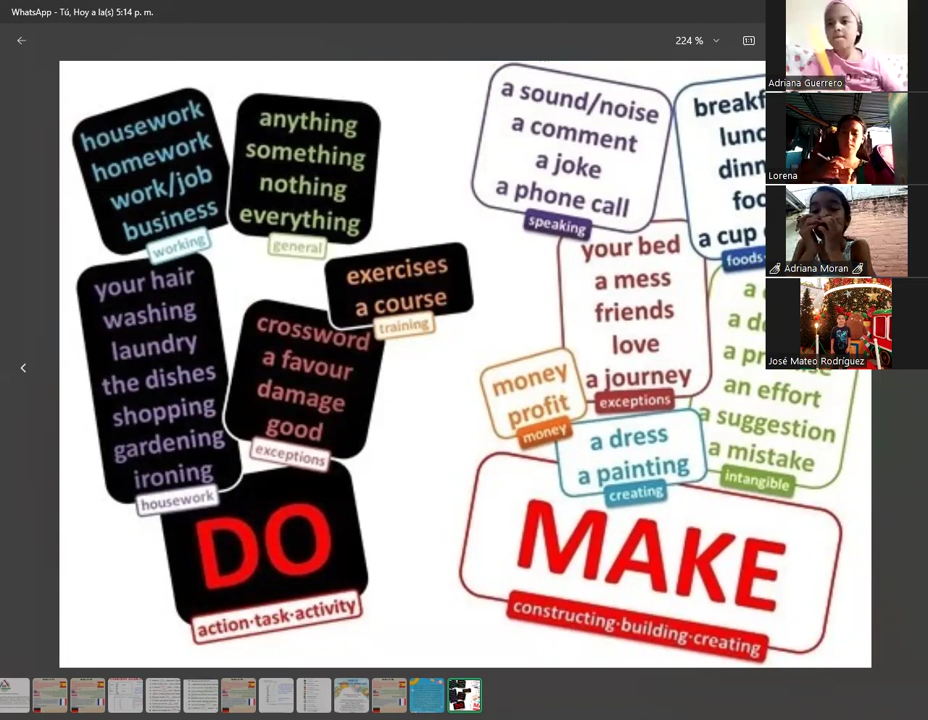 WhatsApp - Tú, Hoy a la(s) 5:14 p. m.
224 %
1:1
housework
homework
work/job
business
working
anything
something
nothing
everything
general
your hair
washing
laundry
the dishes
shopping
gardening
ironing
housework
exercises
a course
training
crossword
a favour
damage
good
exceptions
DO
action·task·activity
a sound/noise
a comment
a joke
a phone call
speaking
a cup
your bed
a mess
friends
love
a journey
exceptions
money
profit
money
a dress
a painting
creating
an effort
a suggestion
a mistake
intangible
MAKE
constructing·building·creating
Adriana Guerrero
Lorena
Adriana Moran
José Mateo Rodríguez